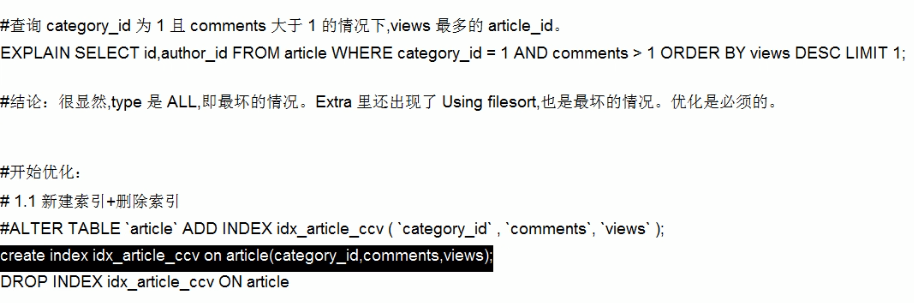 #查询 category_id 为 1 且 comments 大于 1 的情况下,views 最多的 article_id。
EXPLAIN SELECT id,author_id FROM article WHERE category_id = 1 AND comments > 1 ORDER BY views DESC LIMIT 1;
#结论：很显然,type 是 ALL,即最坏的情况。Extra 里还出现了 Using filesort,也是最坏的情况。优化是必须的。
#开始优化：
# 1.1 新建索引+删除索引
#ALTER TABLE `article` ADD INDEX idx_article_ccv ( `category_id` , `comments`, `views` );
create index idx_article_ccv on article(category_id,comments,views);
DROP INDEX idx_article_ccv ON article